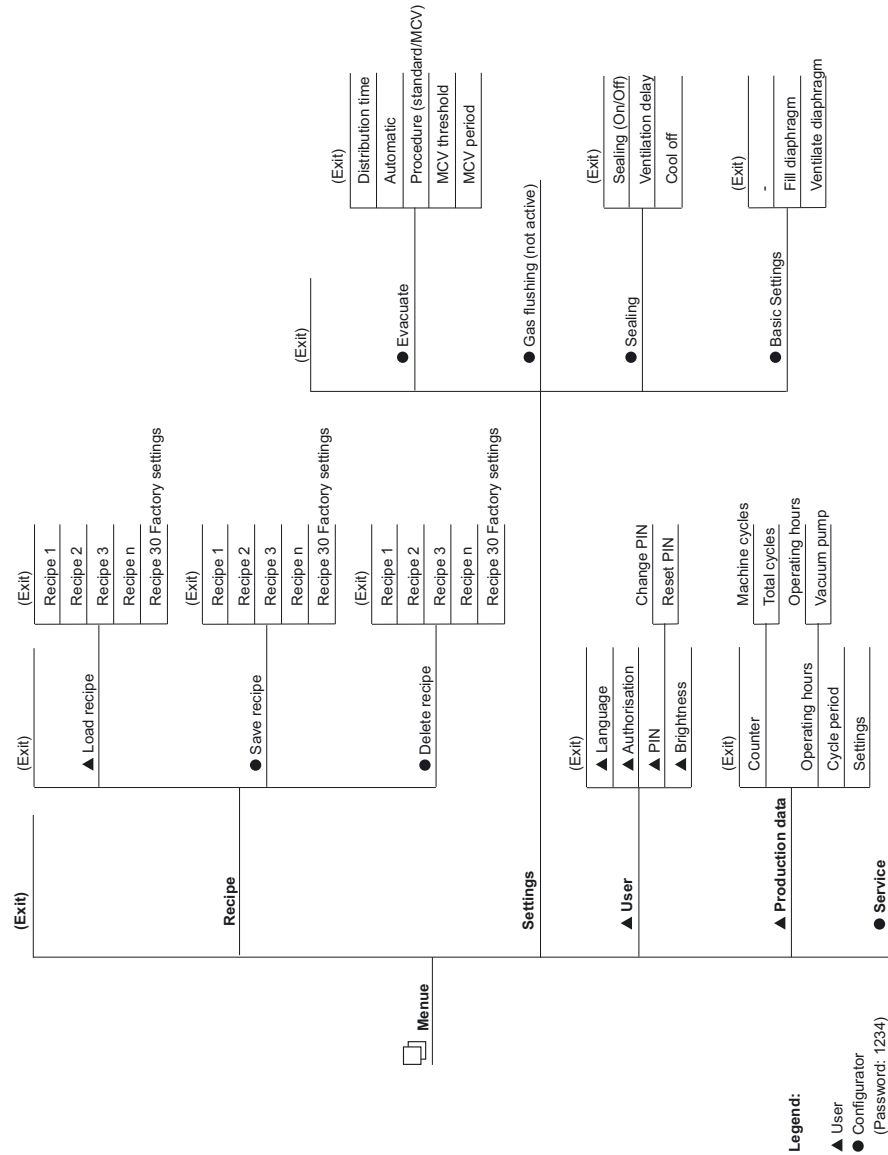 Menue
(Exit)
Recipe
(Exit)
▲ Load recipe
(Exit)
Recipe 1
Recipe 2
Recipe 3
Recipe n
Recipe 30 Factory settings
● Save recipe
(Exit)
Recipe 1
Recipe 2
Recipe 3
Recipe n
Recipe 30 Factory settings
● Delete recipe
(Exit)
Recipe 1
Recipe 2
Recipe 3
Recipe n
Recipe 30 Factory settings
Settings
(Exit)
● Evacuate
(Exit)
Distribution time
Automatic
Procedure (standard/MCV)
MCV threshold
MCV period
● Gas flushing (not active)
● Sealing
(Exit)
Sealing (On/Off)
Ventilation delay
Cool off
● Basic Settings
(Exit)
-
Fill diaphragm
Ventilate diaphragm
▲ User
(Exit)
▲ Language
▲ Authorisation
▲ PIN
Change PIN
Reset PIN
▲ Brightness
▲ Production data
(Exit)
Counter
Machine cycles
Total cycles
Operating hours
Operating hours
Vacuum pump
Cycle period
Settings
● Service
Legend:
▲ User
● Configurator
(Password: 1234)